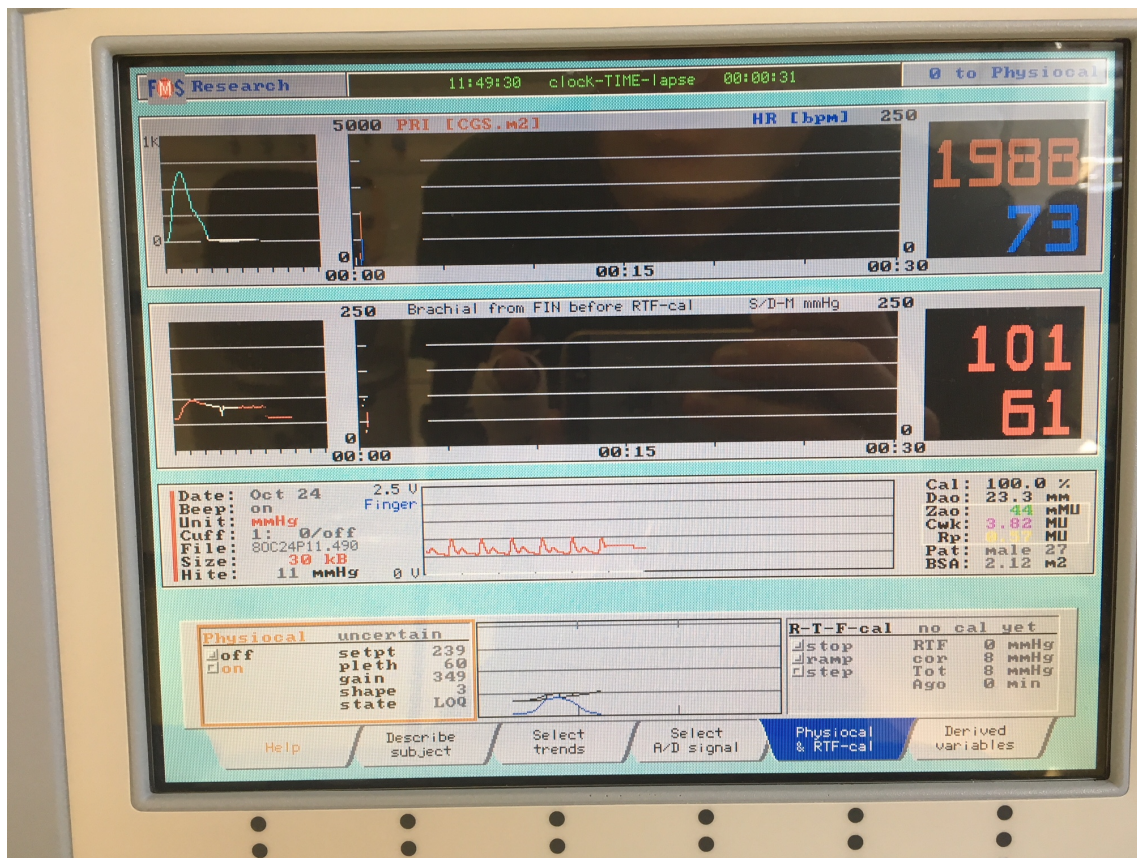 FMS Research
11:49:30 clock-TIME-lapse 00:00:31
0 to Physiocal
5000 PRI [CGS.m2] HR [bpm] 250
1K
0
1988
73
0 0
00:00 00:15 00:30
250 Brachial from FIN before RTF-cal S/D-M mmHg 250
101
61
0 0
00:00 00:15 00:30
Date: Oct 24
Beep: on
Unit: mmHg
Cuff: 1: 0/off
File: 80C24P11.490
Size: 30 kB
Hite: 11 mmHg
2.5 V
Finger
0 V
Cal: 100.0 %
Dao: 23.3 mm
Zao: 44 mMU
Cwk: 3.82 MU
Rp: MU
Pat: male 27
BSA: 2.12 m2
Physiocal uncertain
off
on
setpt 239
pleth 60
gain 349
shape 3
state LOQ
R-T-F-cal no cal yet
stop RTF 0 mmHg
ramp cor 8 mmHg
step Tot 8 mmHg
Ago 0 min
Help
Describe
subject
Select
trends
Select
A/D signal
Physiocal
& RTF-cal
Derived
variables